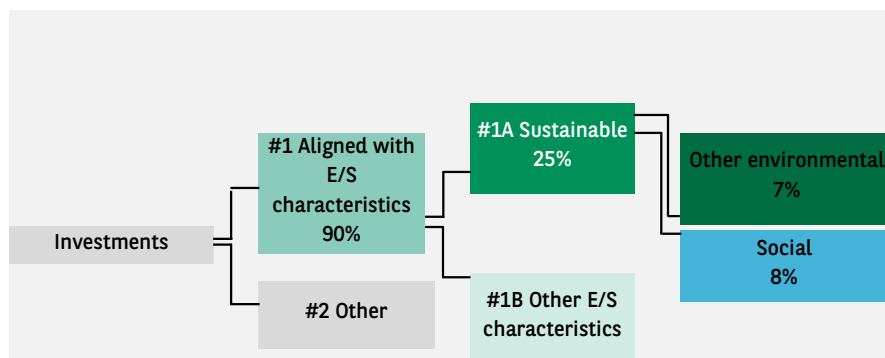 Investments
#1 Aligned with
E/S
characteristics
90%
#2 Other
#1A Sustainable
25%
#1B Other E/S
characteristics
Other environmental
7%
Social
8%